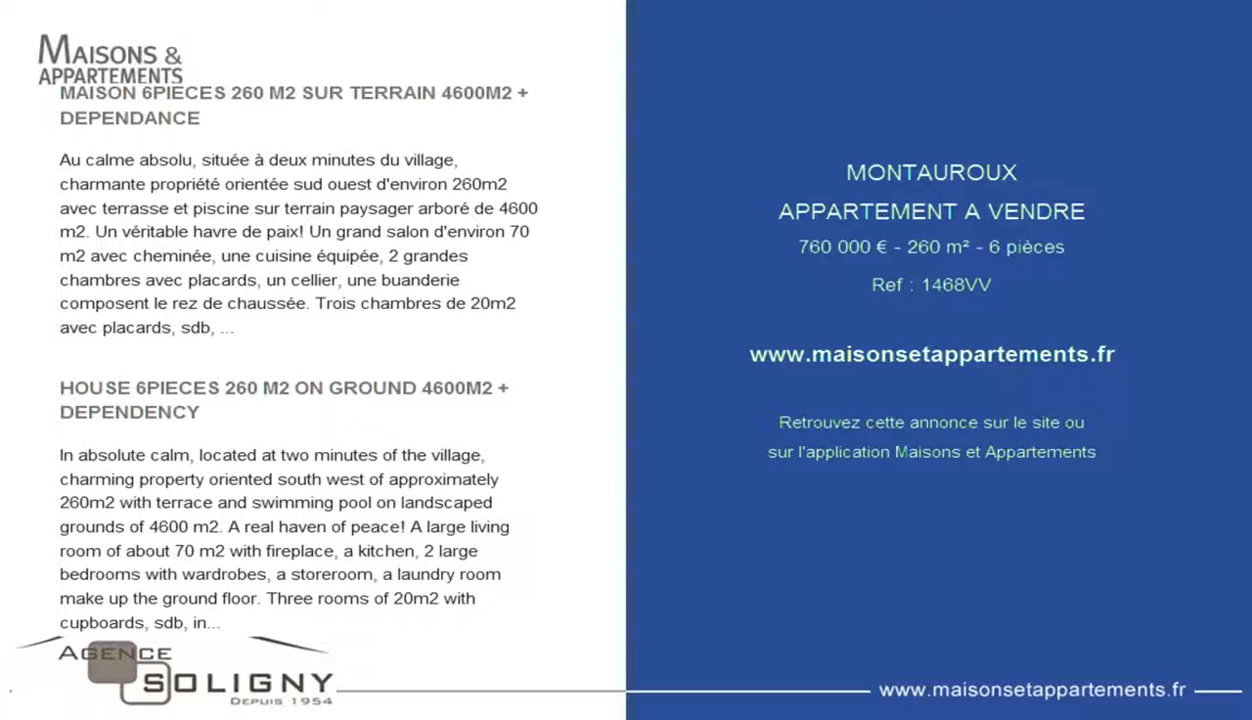 MAISONS &
APPARTEMENTS
MAISON 6PIECES 260 M2 SUR TERRAIN 4600M2 +
DEPENDANCE
Au calme absolu, située à deux minutes du village,
charmante propriété orientée sud ouest d'environ 260m2
avec terrasse et piscine sur terrain paysager arboré de 4600
m2. Un véritable havre de paix! Un grand salon d'environ 70
m2 avec cheminée, une cuisine équipée, 2 grandes
chambres avec placards, un cellier, une buanderie
composent le rez de chaussée. Trois chambres de 20m2
avec placards, sdb, ...
HOUSE 6PIECES 260 M2 ON GROUND 4600M2 +
DEPENDENCY
In absolute calm, located at two minutes of the village,
charming property oriented south west of approximately
260m2 with terrace and swimming pool on landscaped
grounds of 4600 m2. A real haven of peace! A large living
room of about 70 m2 with fireplace, a kitchen, 2 large
bedrooms with wardrobes, a storeroom, a laundry room
make up the ground floor. Three rooms of 20m2 with
cupboards, sdb, in...
AGENCE
SOLIGNY
DEPUIS 1954
MONTAUROUX
APPARTEMENT A VENDRE
760 000 € - 260 m² - 6 pièces
Ref : 1468VV
www.maisonsetappartements.fr
Retrouvez cette annonce sur le site ou
sur l'application Maisons et Appartements
www.maisonsetappartements.fr